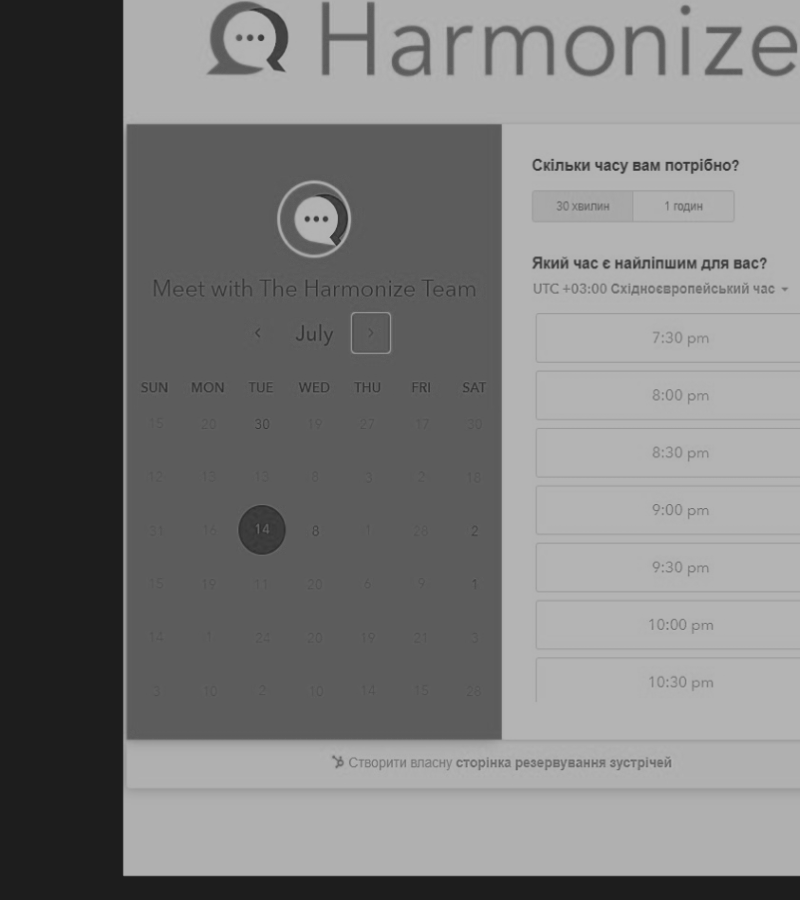 Harmonize
Meet with The Harmonize Team
July
SUN MON TUE WED THU FRI SAT
15 20 30 19 27 17 30
12 13 15 8 3 2 18
31 16 14 8 1 28 2
15 19 11 20 6 9 1
14 1 24 20 19 21 3
3 10 2 10 14 15 28
Скільки часу вам потрібно?
30 хвилин 1 годин
Який час є найліпшим для вас?
UTC +03:00 Східноєвропейський час
7:30 pm
8:00 pm
8:30 pm
9:00 pm
9:30 pm
10:00 pm
10:30 pm
Створити власну сторінка резервування зустрічей